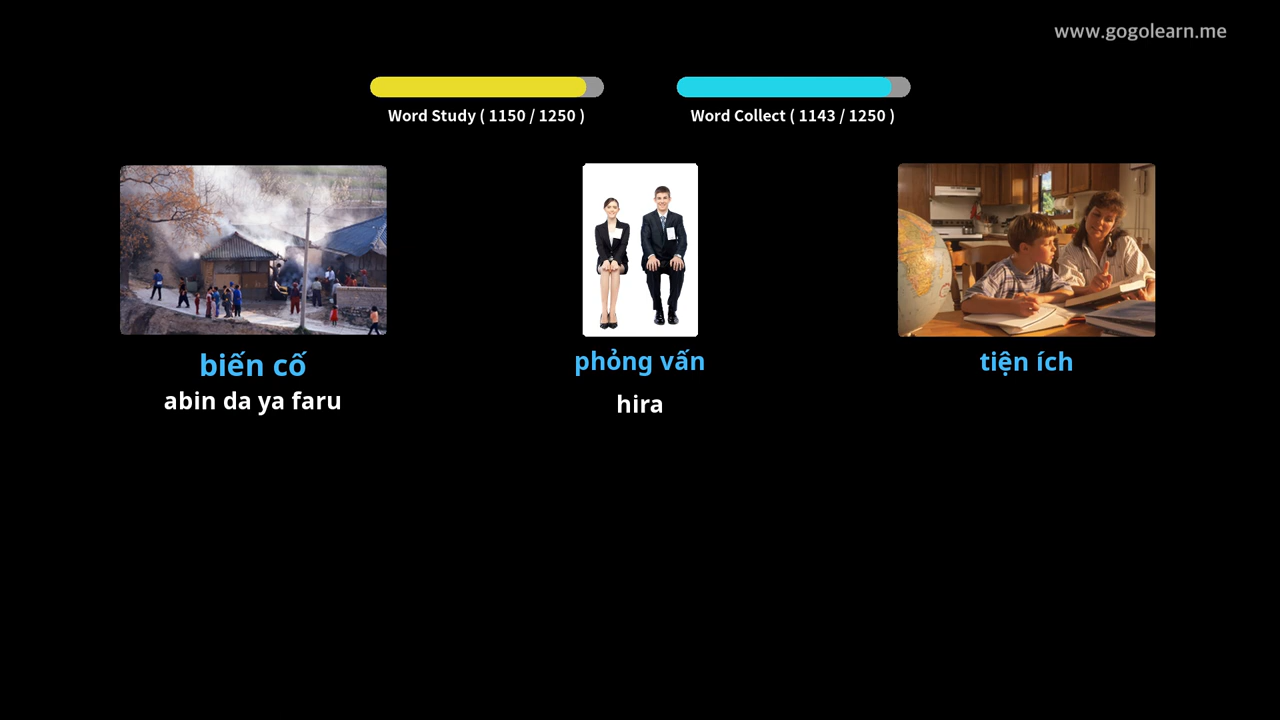 www.gogolearn.me
Word Study ( 1150 / 1250 )
Word Collect ( 1143 / 1250 )
biến cố
abin da ya faru
phỏng vấn
hira
tiện ích